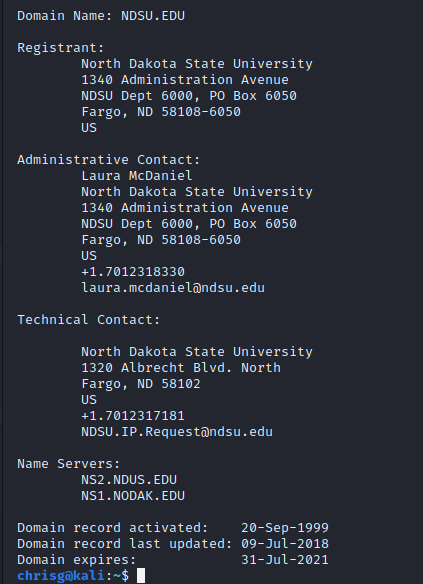 Domain Name: NDSU.EDU
Registrant:
North Dakota State University
1340 Administration Avenue
NDSU Dept 6000, PO Box 6050
Fargo, ND 58108-6050
US
Administrative Contact:
Laura McDaniel
North Dakota State University
1340 Administration Avenue
NDSU Dept 6000, PO Box 6050
Fargo, ND 58108-6050
US
+1.7012318330
laura.mcdaniel@ndsu.edu
Technical Contact:
North Dakota State University
1320 Albrecht Blvd. North
Fargo, ND 58102
US
+1.7012317181
NDSU.IP.Request@ndsu.edu
Name Servers:
NS2.NDUS.EDU
NS1.NODAK.EDU
Domain record activated: 20-Sep-1999
Domain record last updated: 09-Jul-2018
Domain expires: 31-Jul-2021
chrisg@kali:~$